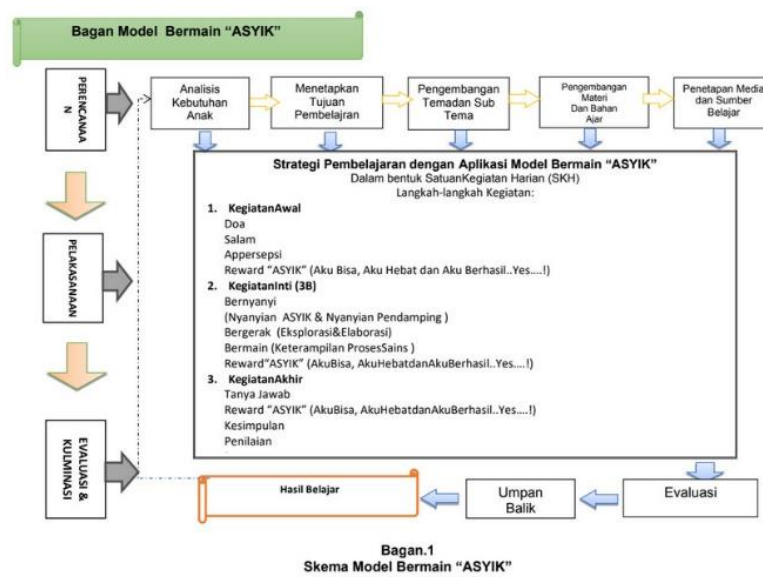 Bagan Model Bermain “ASYIK”
PERENCANAA
N
Analisis
Kebutuhan
Anak
Menetapkan
Tujuan
Pembelajran
Pengembangan
Temadan Sub
Tema
Pengembangan
Materi
Dan Bahan
Ajar
Penetapan Media
dan Sumber
Belajar
Strategi Pembelajaran dengan Aplikasi Model Bermain “ASYIK”
Dalam bentuk SatuanKegiatan Harian (SKH)
Langkah-langkah Kegiatan:
1. KegiatanAwal
Doa
Salam
Appersepsi
Reward “ASYIK” (Aku Bisa, Aku Hebat dan Aku Berhasil..Yes....!)
2. KegiatanInti (3B)
Bernyanyi
(Nyanyian ASYIK & Nyanyian Pendamping )
Bergerak (Eksplorasi&Elaborasi)
Bermain (Keterampilan ProsesSains )
Reward“ASYIK” (AkuBisa, AkuHebatdanAkuBerhasil..Yes....!)
3. KegiatanAkhir
Tanya Jawab
Reward “ASYIK” (AkuBisa, AkuHebatdanAkuBerhasil..Yes....!)
Kesimpulan
Penilaian
PELAKASANAAN
EVALUASI &
KULMINASI
Hasil Belajar
Umpan
Balik
Evaluasi
Bagan.1
Skema Model Bermain “ASYIK”